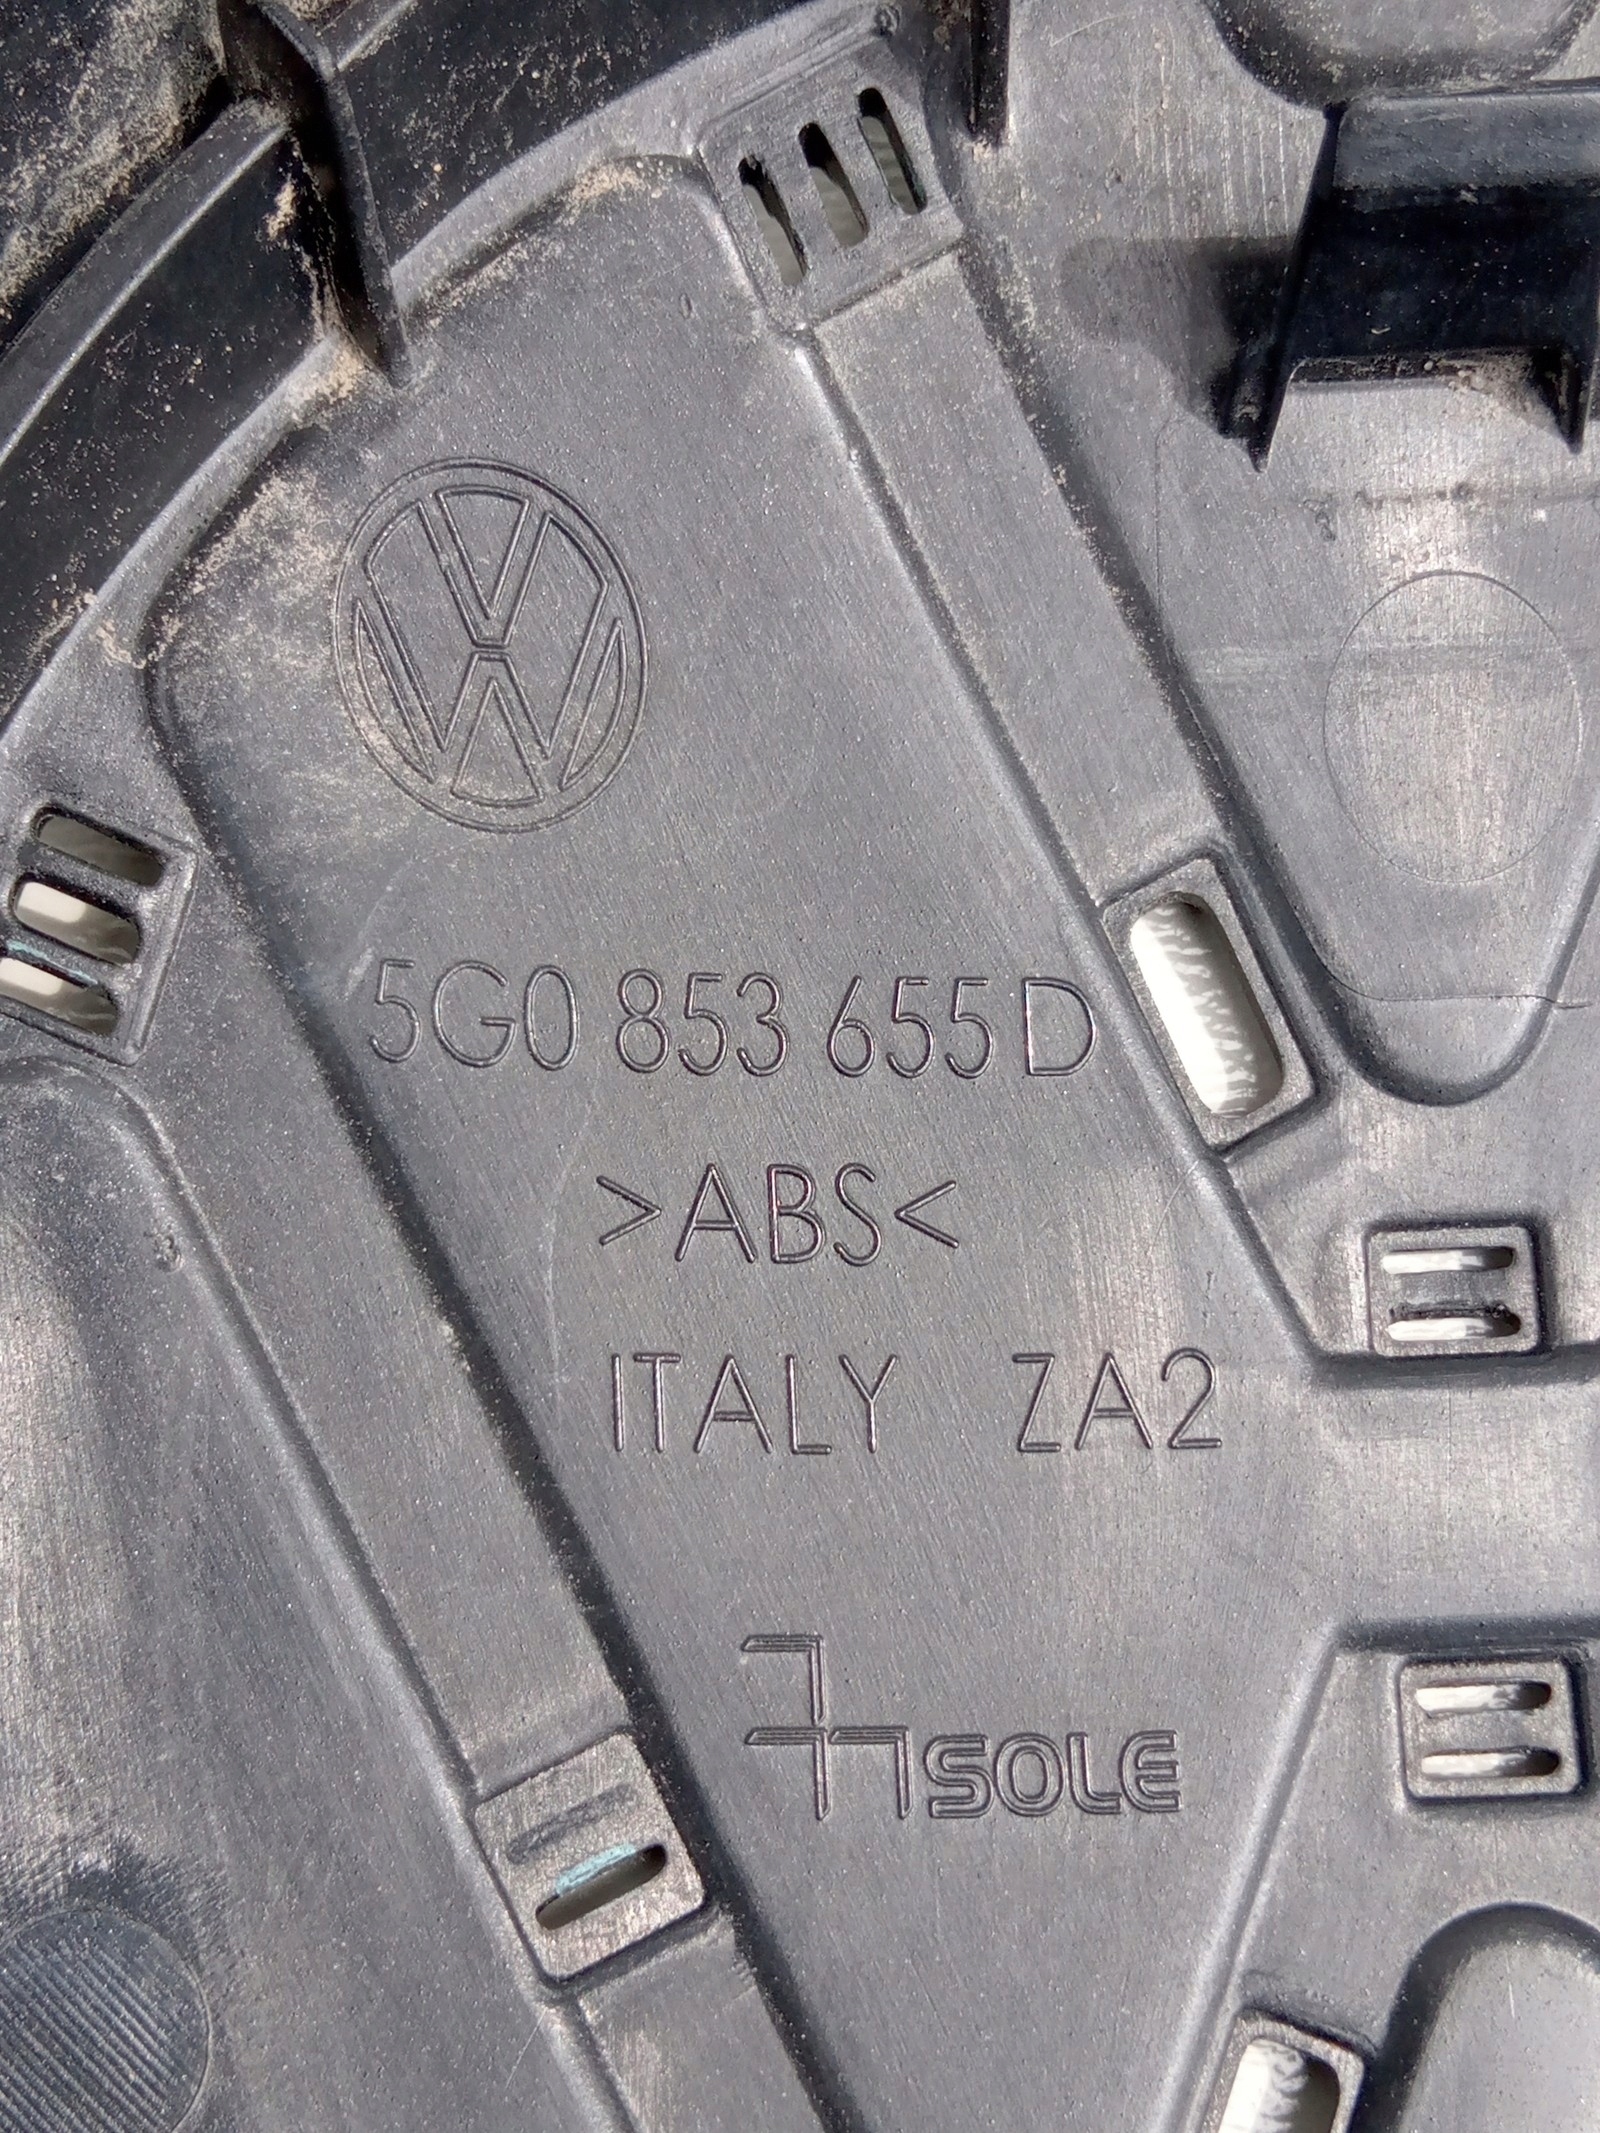 5G0 853 655 D
>ABS<
ITALY ZA2
SOLE